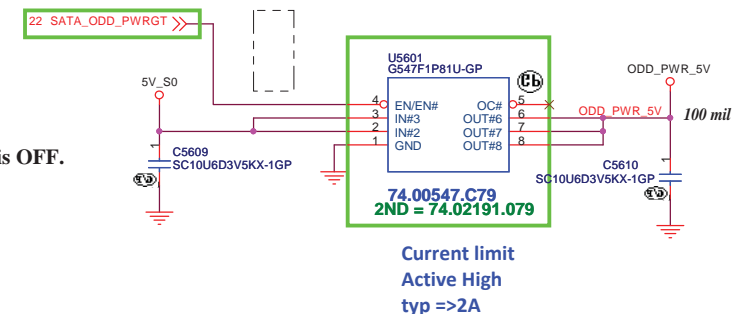 22 SATA_ODD_PWRGT
U5601
G547F1P81U-GP
5V_S0
ODD_PWR_5V
4 EN/EN# OC# 5
3 IN#3 OUT#6 6
2 IN#2 OUT#7 7
1 GND OUT#8 8
ODD_PWR_5V
100 mil
is OFF.
1
C5609
SC10U6D3V5KX-1GP
C5610
SC10U6D3V5KX-1GP
1
74.00547.C79
2ND = 74.02191.079
Current limit
Active High
typ =>2A